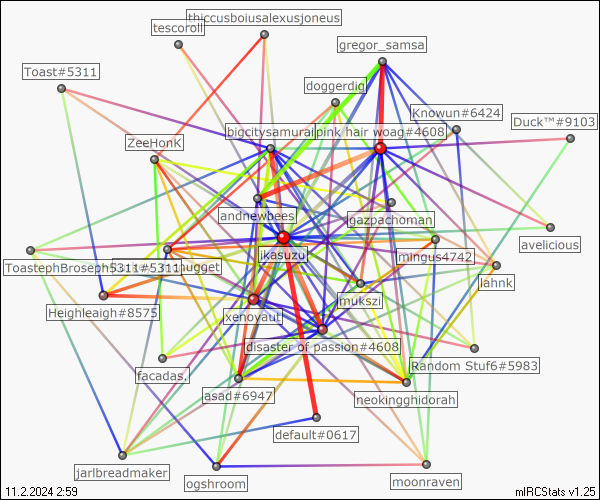 thiccusboiusalexusjoneus
tescoroll
gregor_samsa
Toast#5311
doggerdig
Knowun#6424
Duck™#9103
bigcitysamurai
pink hair woag#4608
ZeeHonk
gazpachoman
andnewbees
avelicious
ikasuzu
mingus4742
ToastephBroseph5311#5311
nugget
lahnk
jmukszi
Heighleigh#8575
xenoyaut
disaster of passion#4608
Random Stuf6#5983
facadas,
asad#6947
neokingghidorah
default#0617
jarlbreadmaker
ogshroom
moonraven
11.2.2024 2:59
mIRCStats v1.25